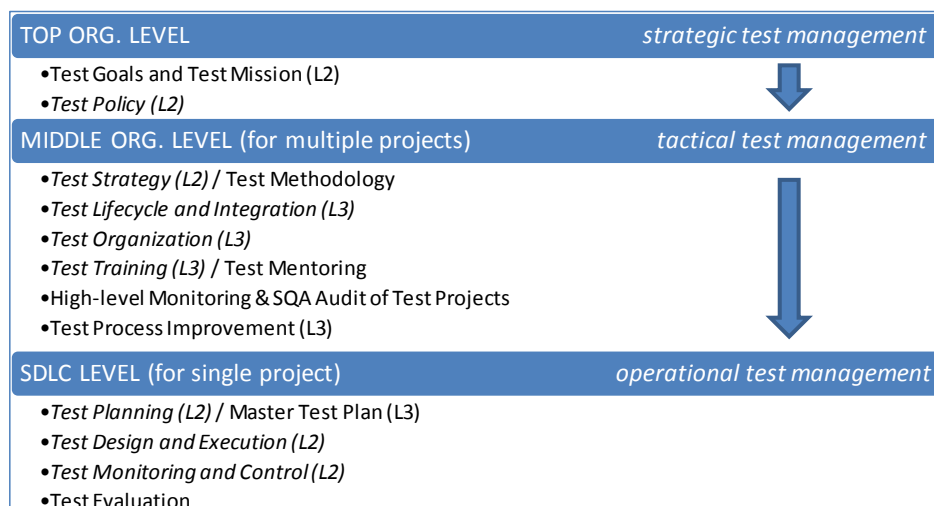 TOP ORG. LEVEL strategic test management
•Test Goals and Test Mission (L2)
•Test Policy (L2)
MIDDLE ORG. LEVEL (for multiple projects) tactical test management
•Test Strategy (L2) / Test Methodology
•Test Lifecycle and Integration (L3)
•Test Organization (L3)
•Test Training (L3) / Test Mentoring
•High-level Monitoring & SQA Audit of Test Projects
•Test Process Improvement (L3)
SDLC LEVEL (for single project) operational test management
•Test Planning (L2) / Master Test Plan (L3)
•Test Design and Execution (L2)
•Test Monitoring and Control (L2)
•Test Evaluation